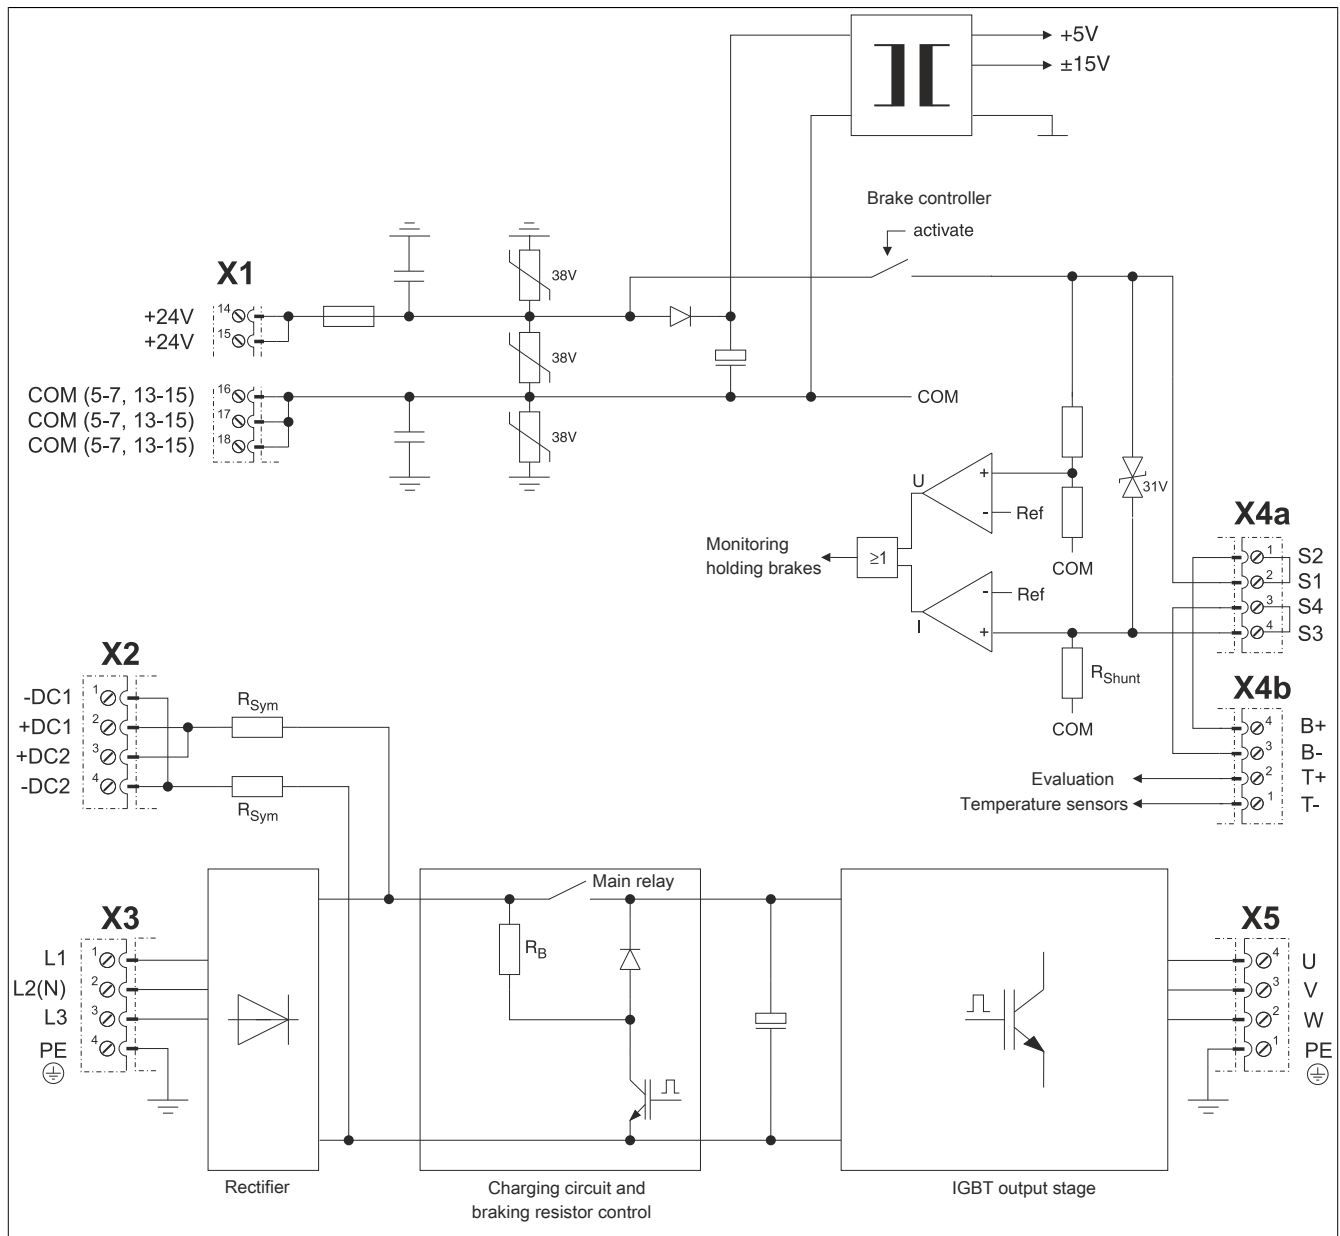 +5V
±15V
Brake controller
activate
X1
38V
+24V 14
+24V 15
38V
COM (5-7, 13-15) 16
COM
COM (5-7, 13-15) 17
COM (5-7, 13-15) 18
38V
U
+
-
Ref
31V
COM
Monitoring
holding brakes
≥1
-
Ref
I
+
R Shunt
COM
X4a
1 S2
2 S1
3 S4
4 S3
X4b
4 B+
3 B-
Evaluation
2 T+
Temperature sensors
1 T-
X2
-DC1 1
R Sym
+DC1 2
+DC2 3
-DC2 4
R Sym
X3
L1 1
L2(N) 2
L3 3
PE 4
Main relay
R B
X5
4 U
3 V
2 W
1 PE
Rectifier
Charging circuit and
braking resistor control
IGBT output stage